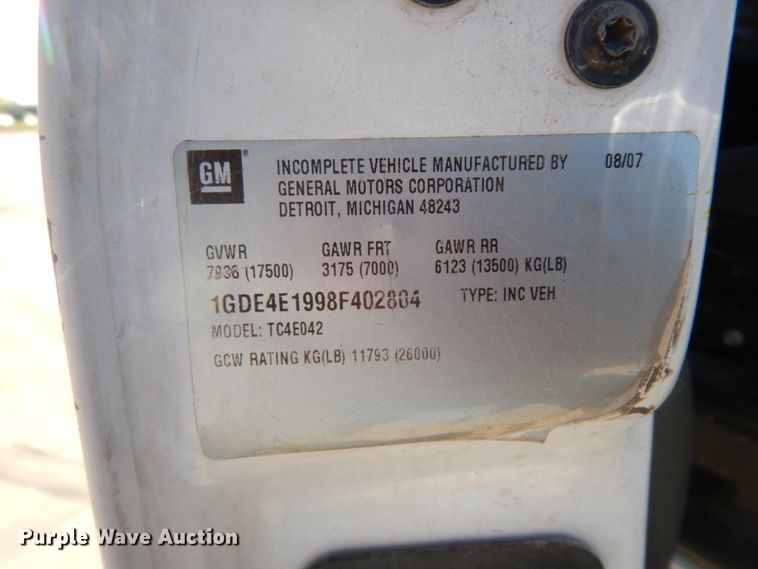 GM
INCOMPLETE VEHICLE MANUFACTURED BY 08/07
GENERAL MOTORS CORPORATION
DETROIT, MICHIGAN 48243
GVWR GAWR FRT GAWR RR
7936 (17500) 3175 (7000) 6123 (13500) KG(LB)
1GDE4E1998F402804 TYPE: INC VEH
MODEL: TC4E042
GCW RATING KG(LB) 11793 (26000)
Purple Wave Auction